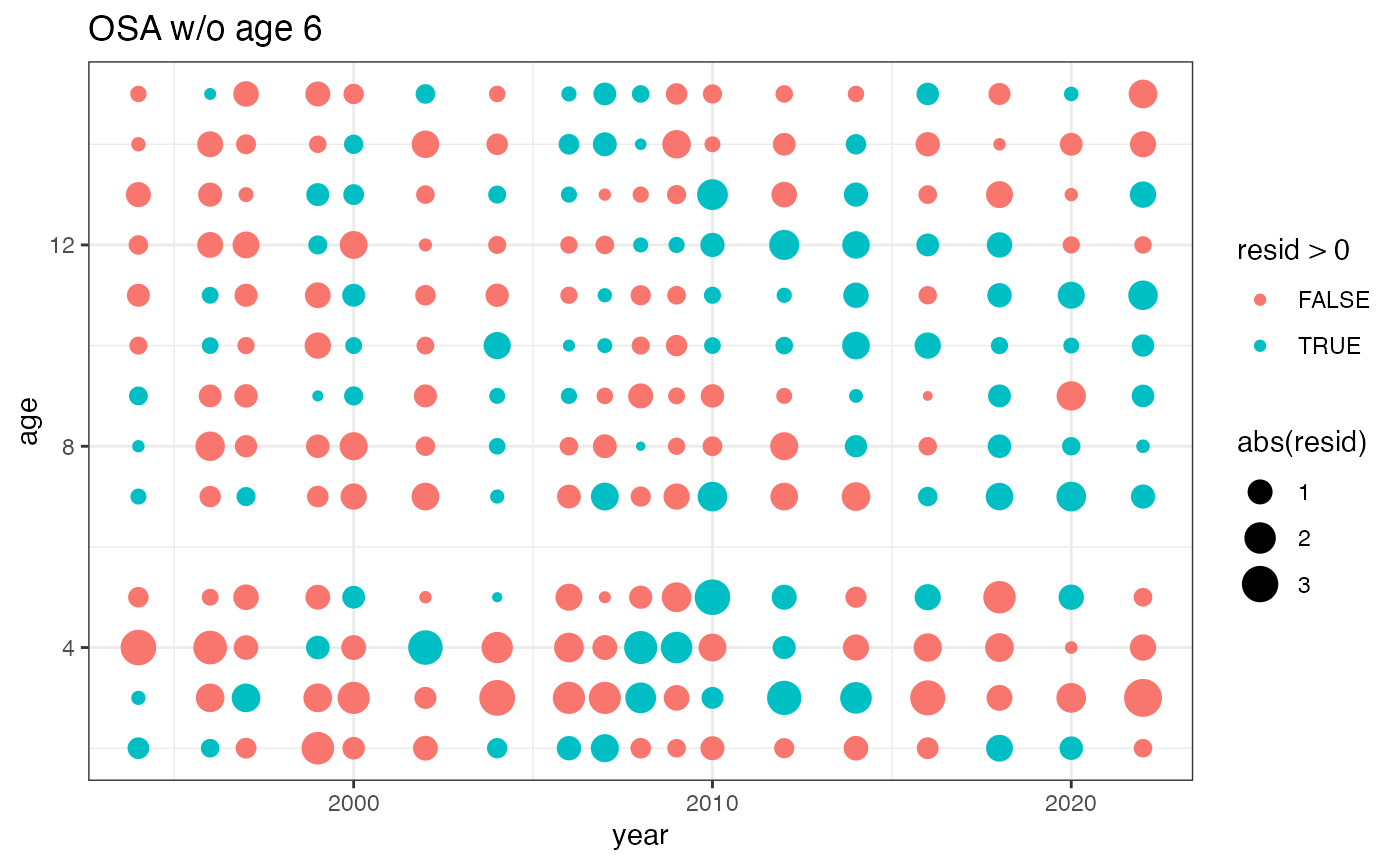 OSA w/o age 6
12
8
4
age
2000
2010
2020
year
resid > 0
FALSE
TRUE
abs(resid)
1
2
3